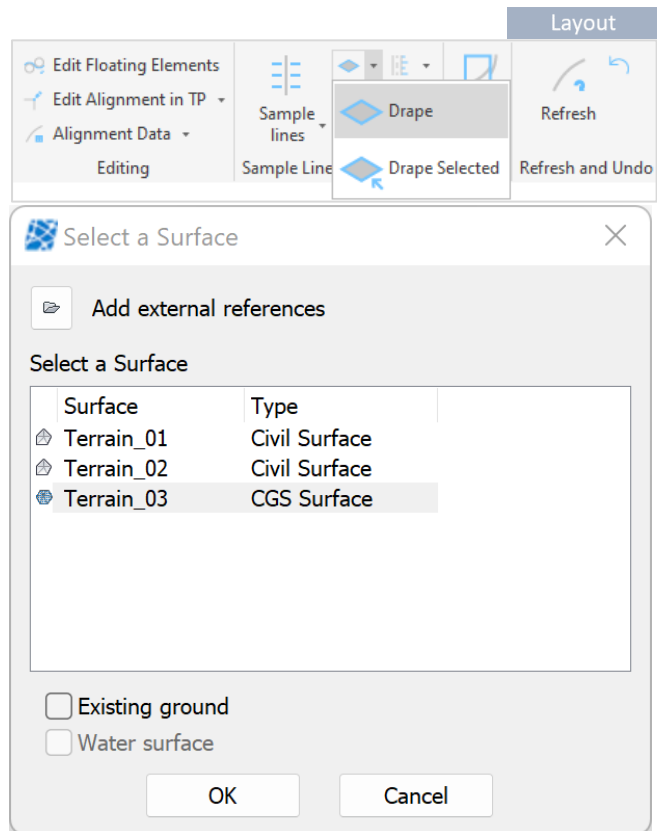 Layout
Edit Floating Elements
Edit Alignment in TP
Alignment Data
Editing
Sample
lines
Sample Line
Drape
Drape Selected
Refresh
Refresh and Undo
Select a Surface
Add external references
Select a Surface
Surface Type
Terrain_01 Civil Surface
Terrain_02 Civil Surface
Terrain_03 CGS Surface
Existing ground
Water surface
OK Cancel